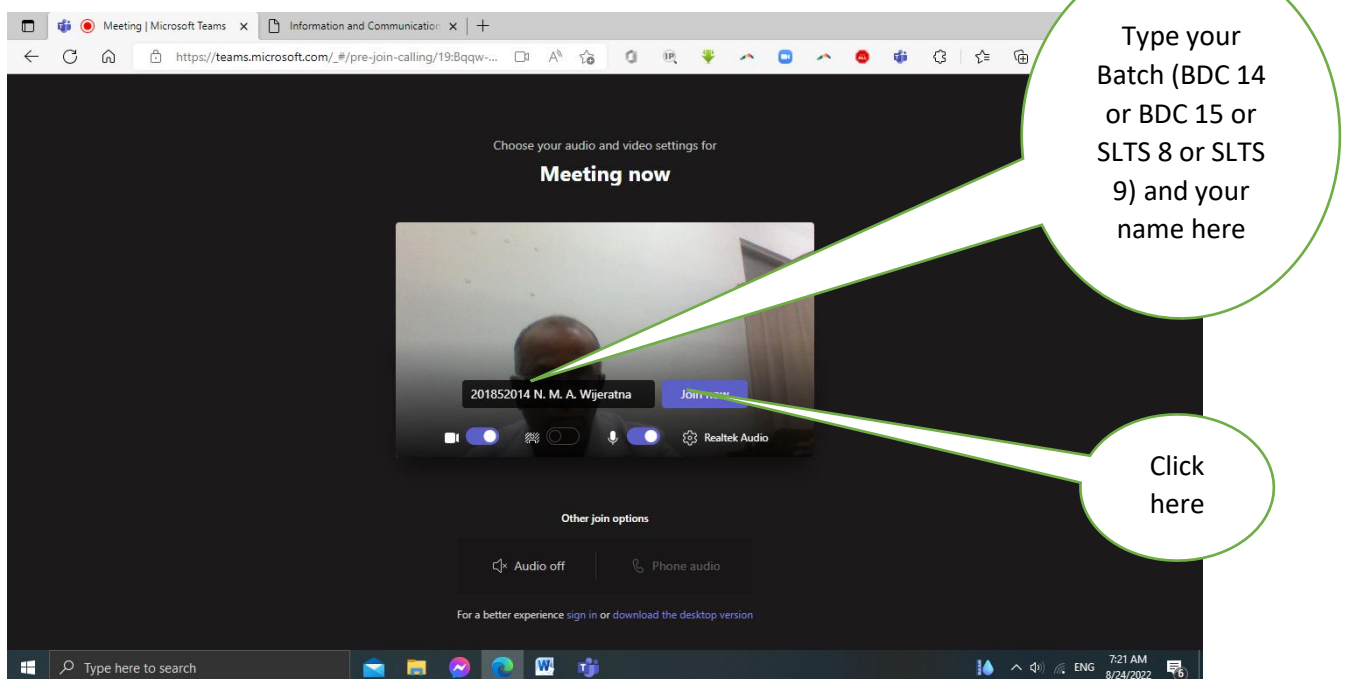 Meeting | Microsoft Teams
Information and Communication
https://teams.microsoft.com/_#/pre-join-calling/19:Bqqw-...
Type your
Batch (BDC 14
or BDC 15 or
SLTS 8 or SLTS
9) and your
name here
Choose your audio and video settings for
Meeting now
201852014 N. M. A. Wijeratna
Join now
Realtek Audio
Click
here
Other join options
Audio off
Phone audio
For a better experience sign in or download the desktop version
Type here to search
ENG
7:21 AM
8/24/2022
6